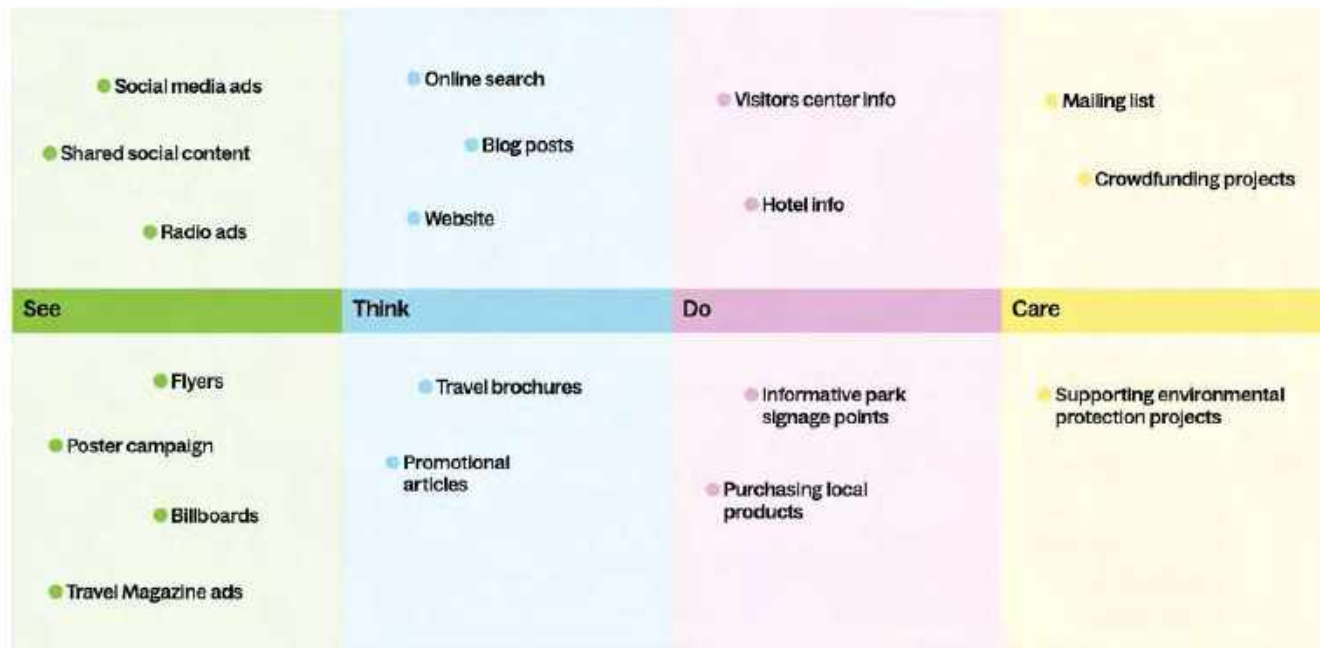 Social media ads
Shared social content
Radio ads
Online search
Blog posts
Website
Visitors center info
Hotel info
Mailing list
Crowdfunding projects
See
Think
Do
Care
Flyers
Poster campaign
Billboards
Travel Magazine ads
Travel brochures
Promotional
articles
Informative park
signage points
Purchasing local
products
Supporting environmental
protection projects